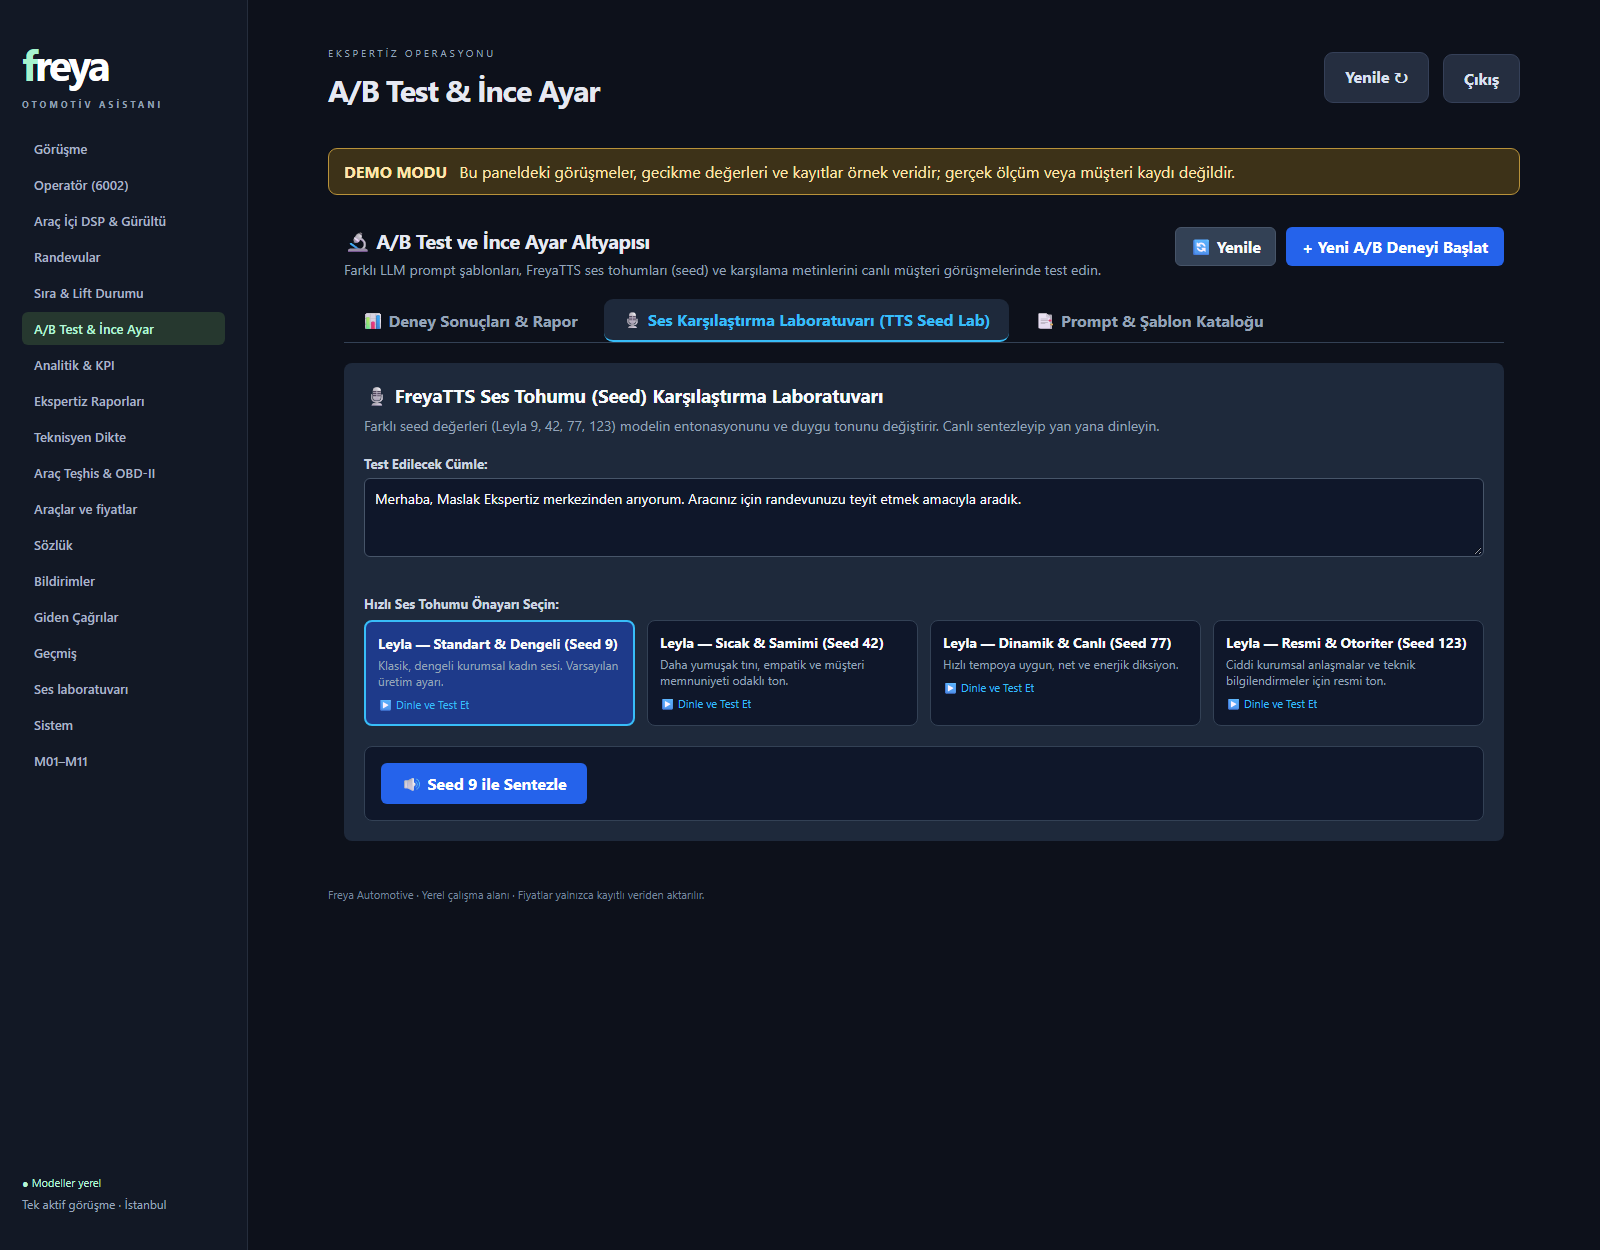 freya
OTOMOTİV ASİSTANI
Görüşme
Operatör (6002)
Araç İçi DSP & Gürültü
Randevular
Sıra & Lift Durumu
A/B Test & İnce Ayar
Analitik & KPI
Ekspertiz Raporları
Teknisyen Dikte
Araç Teşhis & OBD-II
Araçlar ve fiyatlar
Sözlük
Bildirimler
Giden Çağrılar
Geçmiş
Ses laboratuvarı
Sistem
M01–M11
● Modeller yerel
Tek aktif görüşme · İstanbul
EKSPERTİZ OPERASYONU
A/B Test & İnce Ayar
Yenile ↻
Çıkış
DEMO MODU Bu paneldeki görüşmeler, gecikme değerleri ve kayıtlar örnek veridir; gerçek ölçüm veya müşteri kaydı değildir.
A/B Test ve İnce Ayar Altyapısı
Farklı LLM prompt şablonları, FreyaTTS ses tohumları (seed) ve karşılama metinlerini canlı müşteri görüşmelerinde test edin.
Yenile
+ Yeni A/B Deneyi Başlat
Deney Sonuçları & Rapor
Ses Karşılaştırma Laboratuvarı (TTS Seed Lab)
Prompt & Şablon Kataloğu
FreyaTTS Ses Tohumu (Seed) Karşılaştırma Laboratuvarı
Farklı seed değerleri (Leyla 9, 42, 77, 123) modelin entonasyonunu ve duygu tonunu değiştirir. Canlı sentezleyip yan yana dinleyin.
Test Edilecek Cümle:
Merhaba, Maslak Ekspertiz merkezinden arıyorum. Aracınız için randevunuzu teyit etmek amacıyla aradık.
Hızlı Ses Tohumu Önayarı Seçin:
Leyla — Standart & Dengeli (Seed 9)
Klasik, dengeli kurumsal kadın sesi. Varsayılan
üretim ayarı.
Dinle ve Test Et
Leyla — Sıcak & Samimi (Seed 42)
Daha yumuşak tını, empatik ve müşteri
memnuniyeti odaklı ton.
Dinle ve Test Et
Leyla — Dinamik & Canlı (Seed 77)
Hızlı tempoya uygun, net ve enerjik diksiyon.
Dinle ve Test Et
Leyla — Resmi & Otoriter (Seed 123)
Ciddi kurumsal anlaşmalar ve teknik
bilgilendirmeler için resmi ton.
Dinle ve Test Et
Seed 9 ile Sentezle
Freya Automotive · Yerel çalışma alanı · Fiyatlar yalnızca kayıtlı veriden aktarılır.